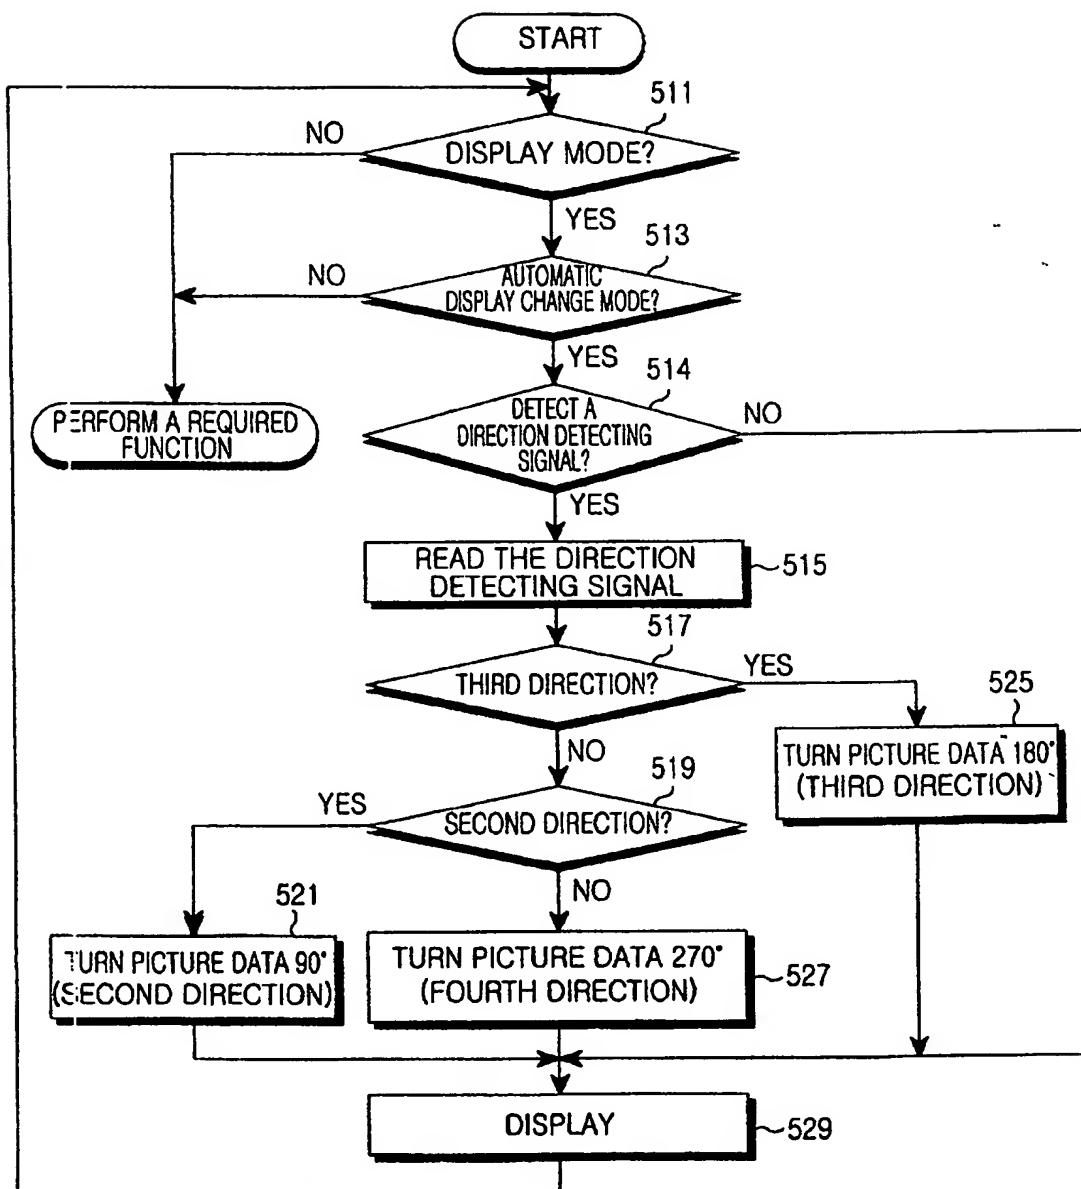 START
511
NO
DISPLAY MODE?
YES
513
NO
AUTOMATIC
DISPLAY CHANGE MODE?
YES
514
PERFORM A REQUIRED
FUNCTION
DETECT A
DIRECTION DETECTING
SIGNAL?
NO
YES
READ THE DIRECTION
DETECTING SIGNAL
515
517
THIRD DIRECTION?
YES
525
NO
TURN PICTURE DATA 180°
(THIRD DIRECTION)
519
YES
SECOND DIRECTION?
NO
521
TURN PICTURE DATA 90°
(SECOND DIRECTION)
TURN PICTURE DATA 270°
(FOURTH DIRECTION)
527
DISPLAY
529